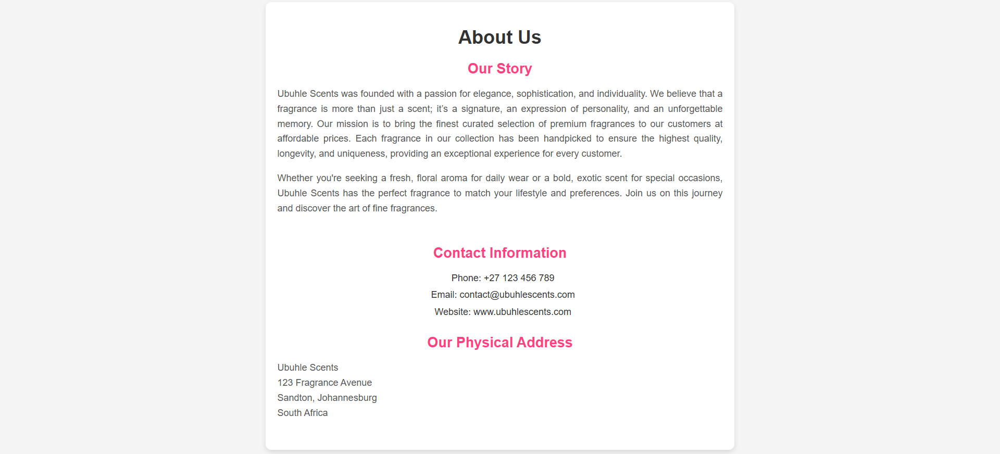 About Us
Our Story
Ubuhle Scents was founded with a passion for elegance, sophistication, and individuality. We believe that a
fragrance is more than just a scent; it’s a signature, an expression of personality, and an unforgettable
memory. Our mission is to bring the finest curated selection of premium fragrances to our customers at
affordable prices. Each fragrance in our collection has been handpicked to ensure the highest quality,
longevity, and uniqueness, providing an exceptional experience for every customer.
Whether you're seeking a fresh, floral aroma for daily wear or a bold, exotic scent for special occasions,
Ubuhle Scents has the perfect fragrance to match your lifestyle and preferences. Join us on this journey
and discover the art of fine fragrances.
Contact Information
Phone: +27 123 456 789
Email: contact@ubuhlescents.com
Website: www.ubuhlescents.com
Our Physical Address
Ubuhle Scents
123 Fragrance Avenue
Sandton, Johannesburg
South Africa